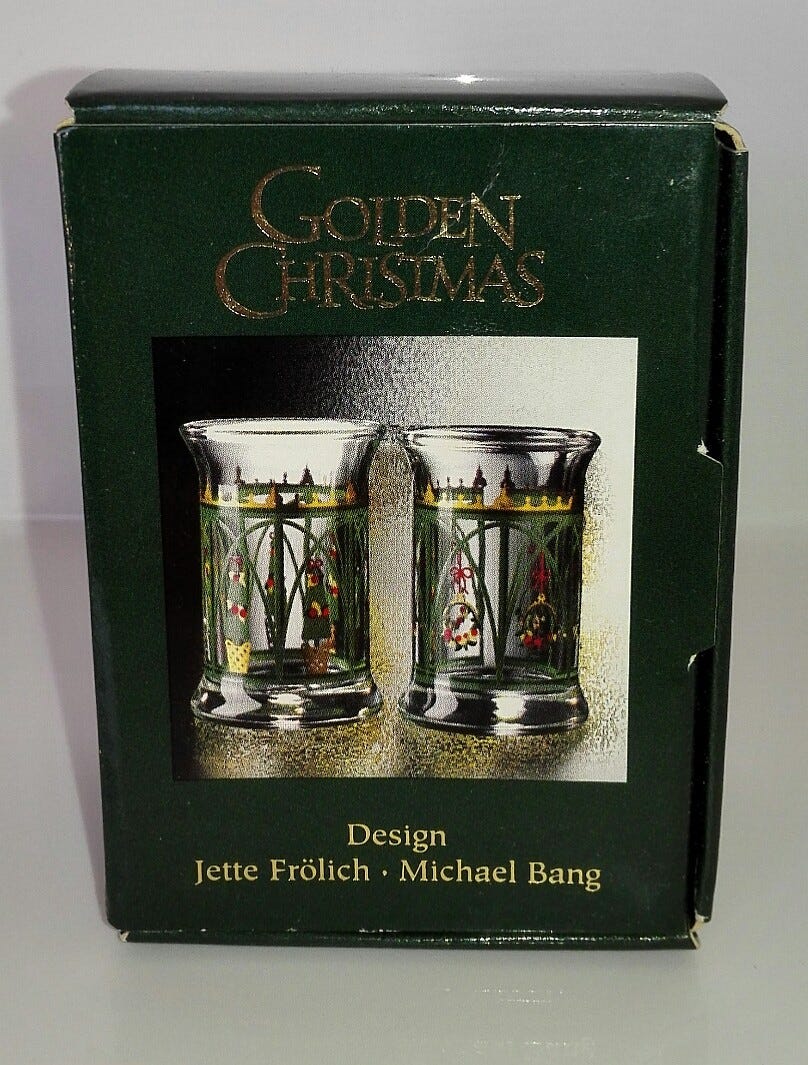 GOLDEN
CHRISTMAS
Design
Jette Frölich · Michael Bang